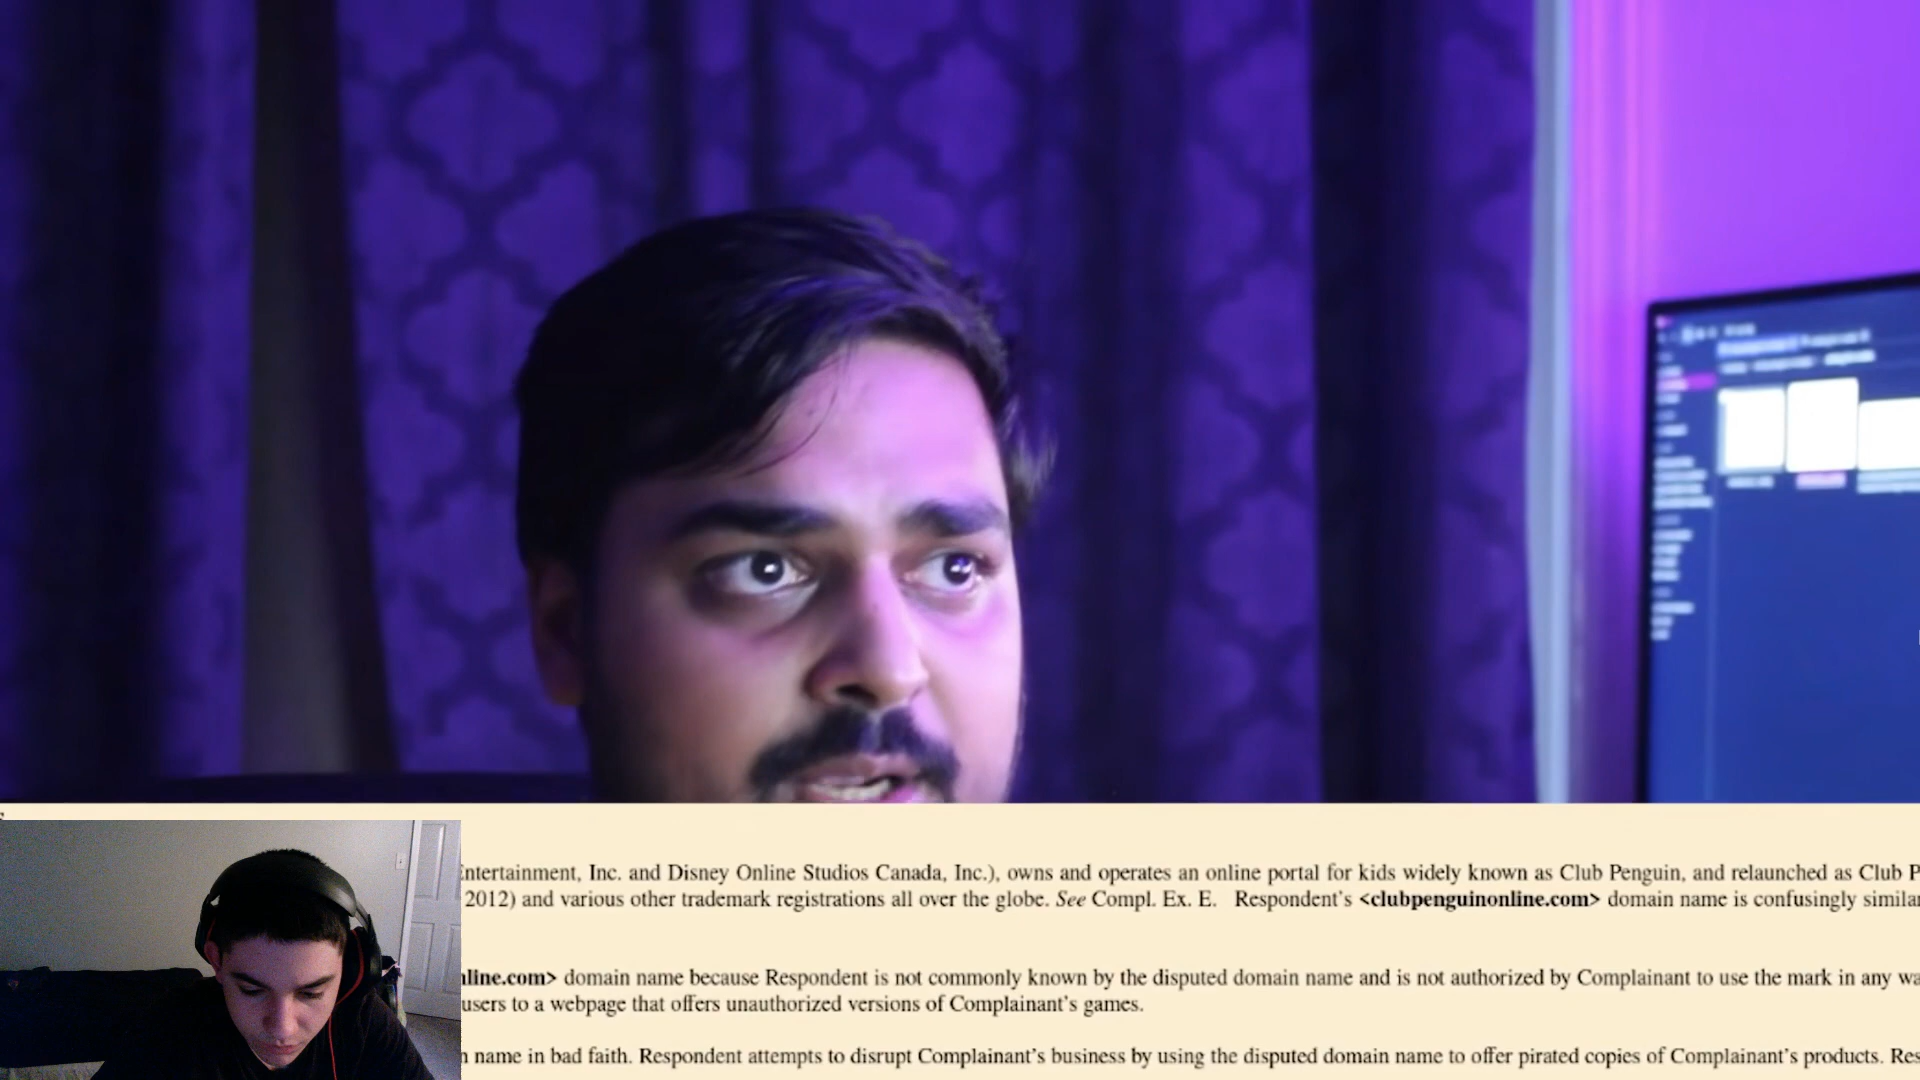 Entertainment, Inc. and Disney Online Studios Canada, Inc.), owns and operates an online portal for kids widely known as Club Penguin, and relaunched as Club P
2012) and various other trademark registrations all over the globe. See Compl. Ex. E. Respondent's <clubpenguinonline.com> domain name is confusingly similar
nline.com> domain name because Respondent is not commonly known by the disputed domain name and is not authorized by Complainant to use the mark in any wa
users to a webpage that offers unauthorized versions of Complainant's games.
n name in bad faith. Respondent attempts to disrupt Complainant's business by using the disputed domain name to offer pirated copies of Complainant's products. Res